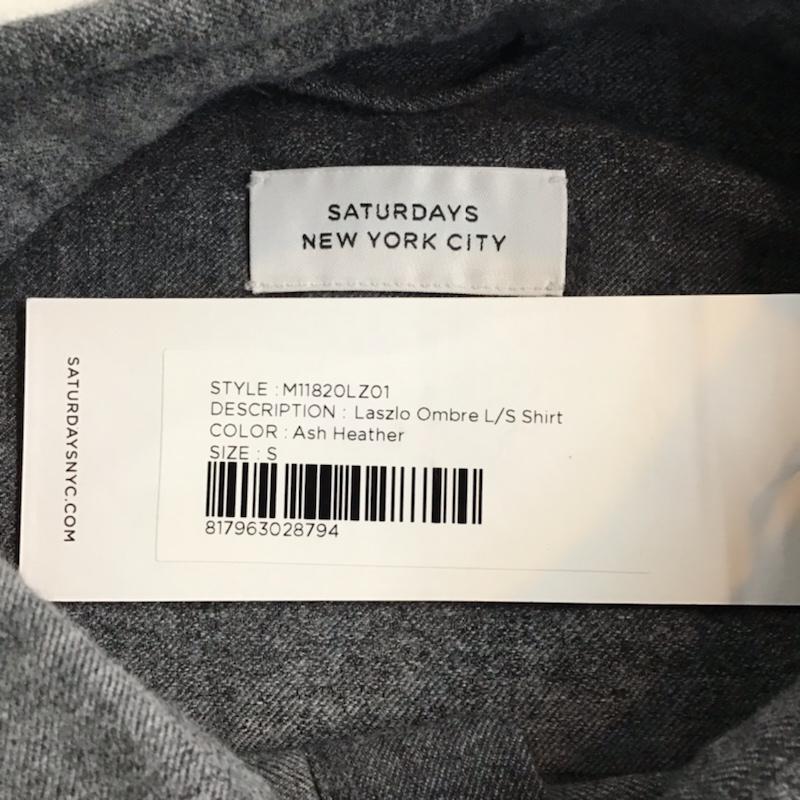 SATURDAYS
NEW YORK CITY
SATURDAYSNYC.COM
STYLE : M11820LZ01
DESCRIPTION : Laszlo Ombre L/S Shirt
COLOR : Ash Heather
SIZE : S
817963028794